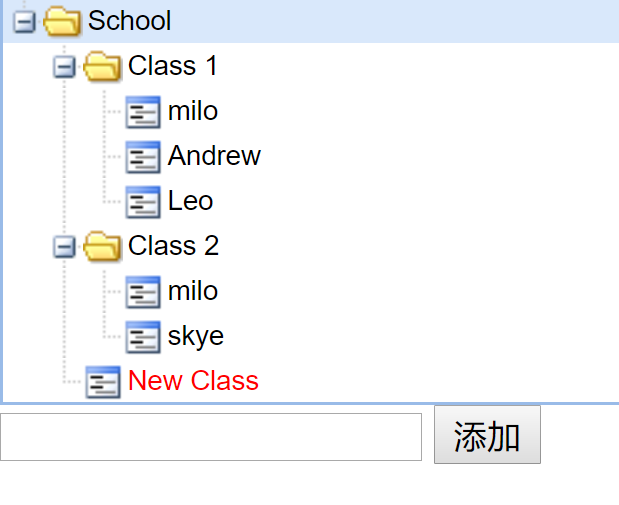 School
Class 1
milo
Andrew
Leo
Class 2
milo
skye
New Class
添加